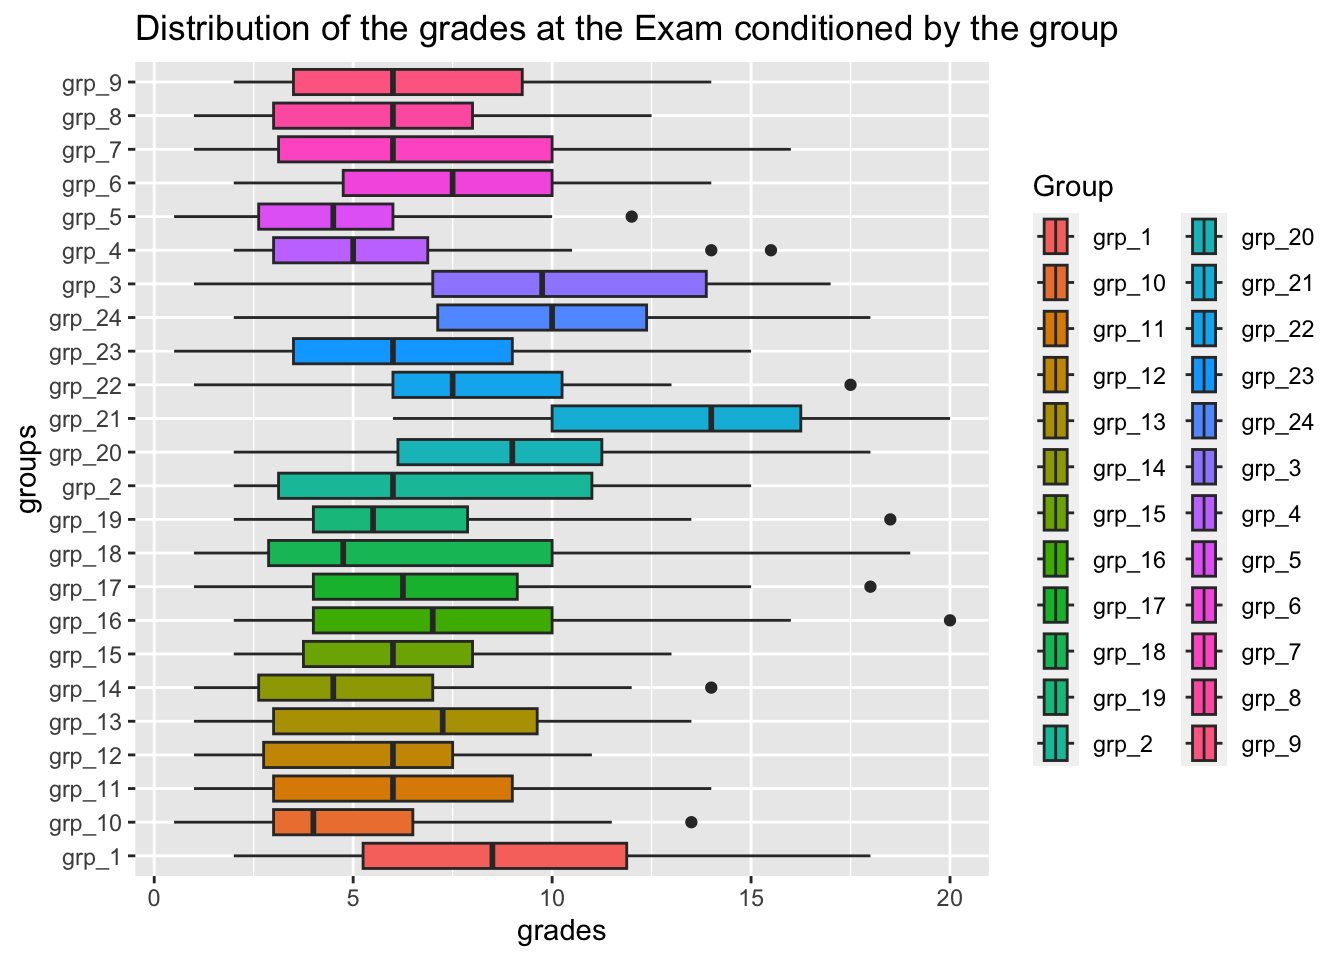 Distribution of the grades at the Exam conditioned by the group
groups
grp_9
grp_8
grp_7
grp_6
grp_5
grp_4
grp_3
grp_24
grp_23
grp_22
grp_21
grp_20
grp_2
grp_19
grp_18
grp_17
grp_16
grp_15
grp_14
grp_13
grp_12
grp_11
grp_10
grp_1
0 5 10 15 20
grades
Group
grp_1 grp_20
grp_10 grp_21
grp_11 grp_22
grp_12 grp_23
grp_13 grp_24
grp_14 grp_3
grp_15 grp_4
grp_16 grp_5
grp_17 grp_6
grp_18 grp_7
grp_19 grp_8
grp_2 grp_9